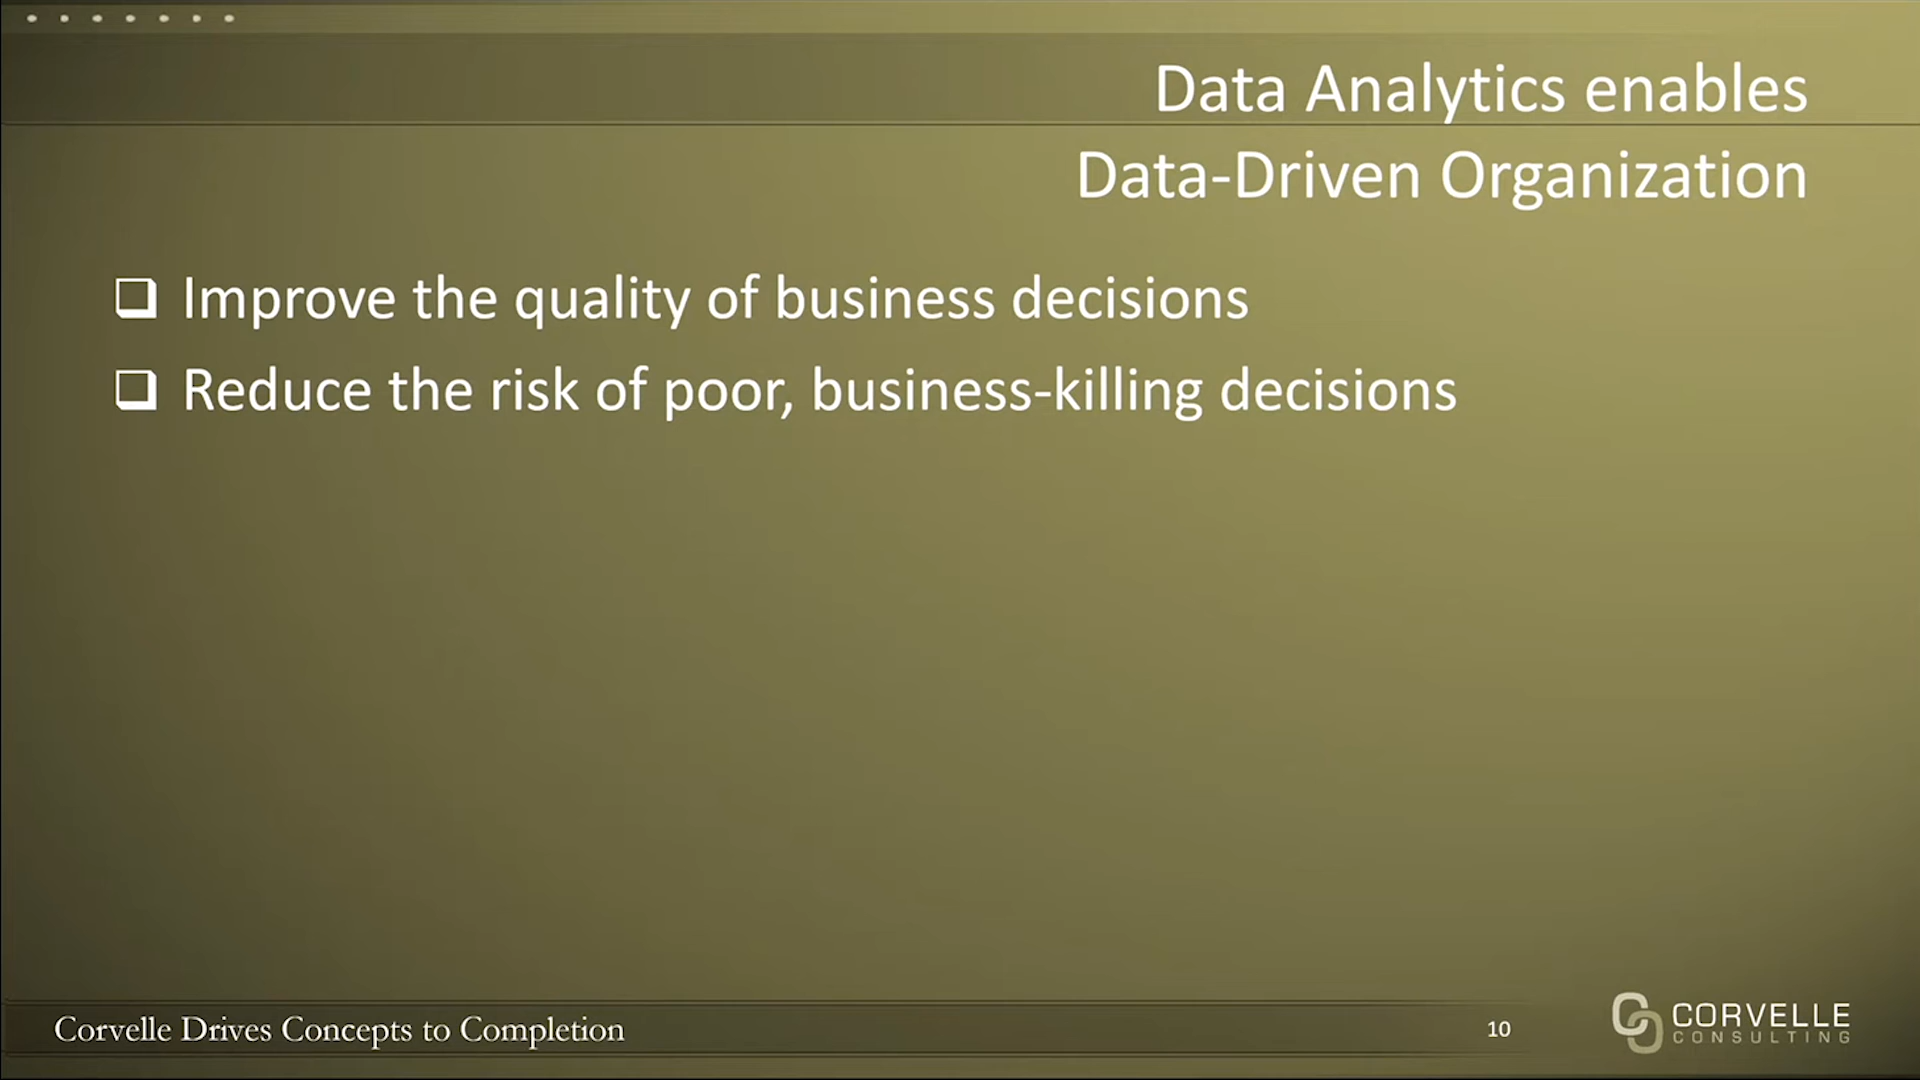 Data Analytics enables
Data-Driven Organization
Improve the quality of business decisions
Reduce the risk of poor, business-killing decisions
Corvelle Drives Concepts to Completion
10
CORVELLE
CONSULTING